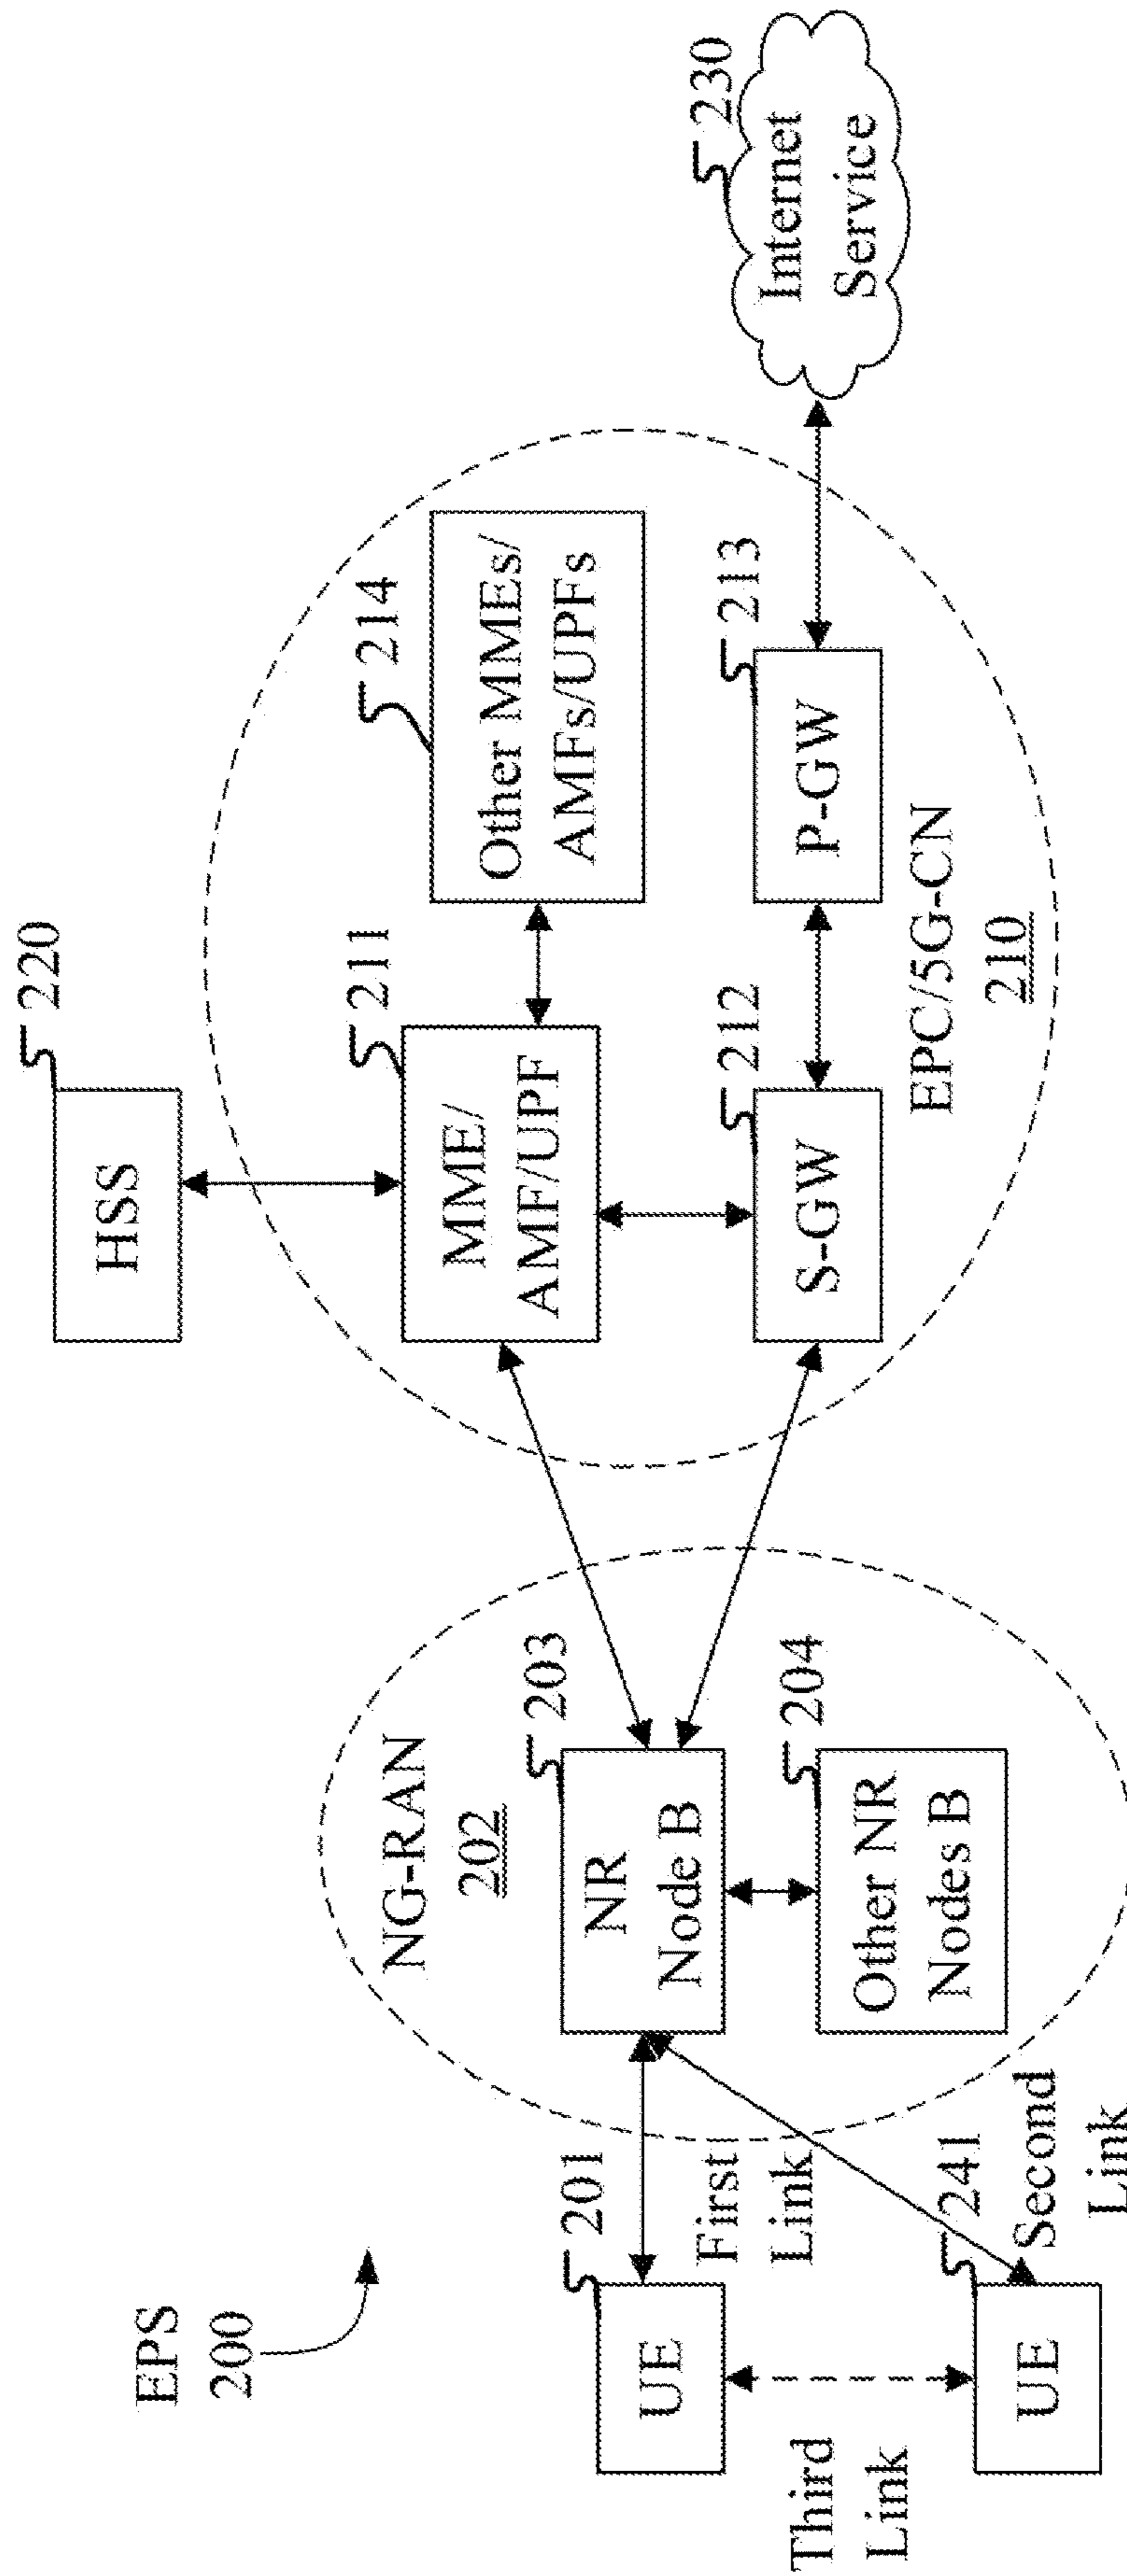 EPS
200
UE
201
First
Link
Third
Link
UE
241
Second
Link
NG-RAN
202
NR
Node B
203
Other NR
Nodes B
204
HSS
220
MME/
AMF/UPF
211
Other MMEs/
AMFs/UPFs
214
S-GW
212
P-GW
213
EPC/5G-CN
210
Internet
Service
230